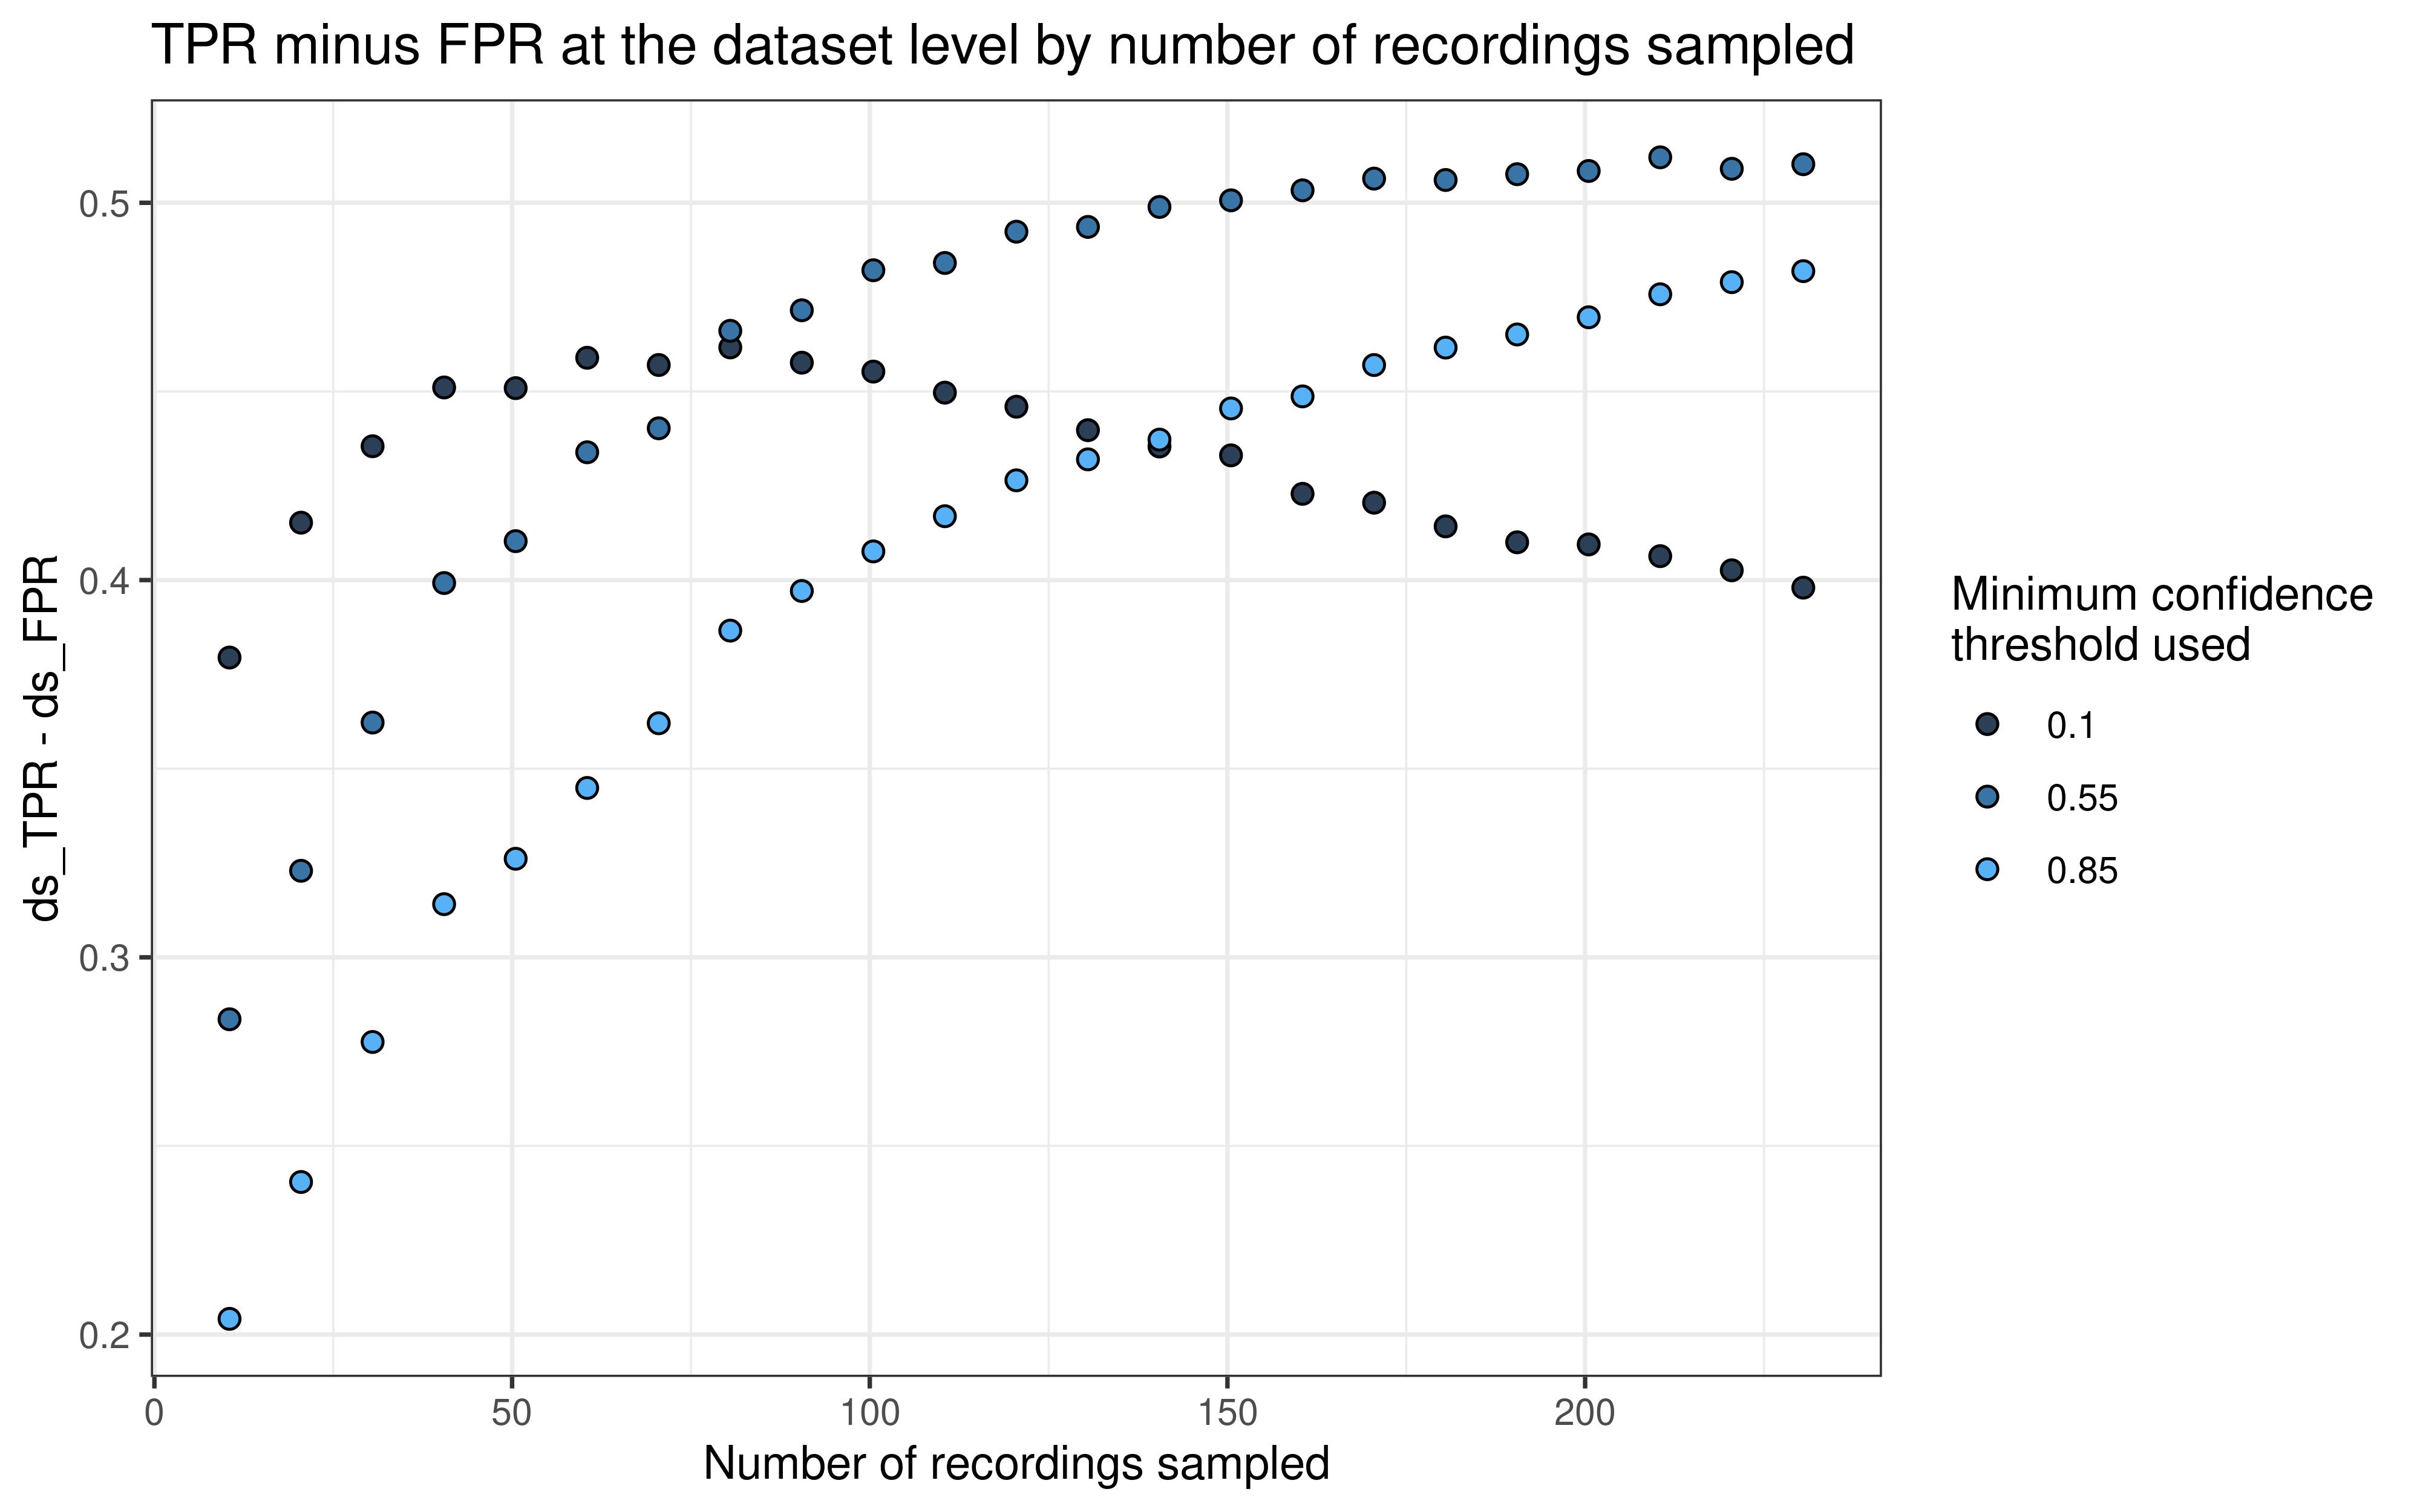 TPR minus FPR at the dataset level by number of recordings sampled
ds_TPR - ds_FPR
0.5
0.4
0.3
0.2
0
50
100
150
200
Number of recordings sampled
Minimum confidence
threshold used
0.1
0.55
0.85